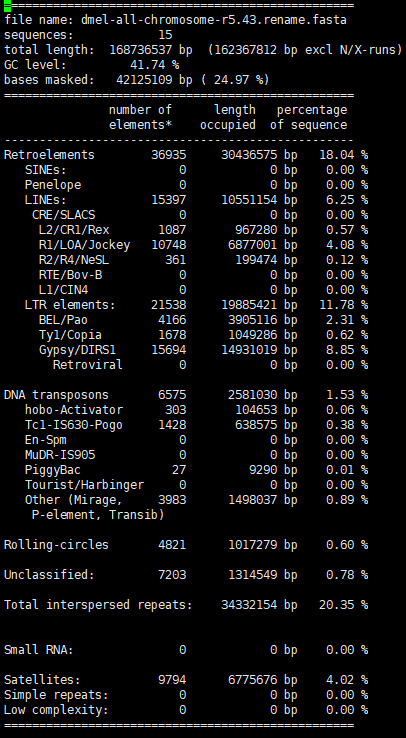 ==================================================
file name: dmel-all-chromosome-r5.43.rename.fasta
sequences:            15
total length:  168736537 bp  (162367812 bp excl N/X-runs)
GC level:         41.74 %
bases masked:   42125109 bp ( 24.97 %)
==================================================
               number of      length   percentage
               elements*    occupied  of sequence
--------------------------------------------------
Retroelements        36935     30436575 bp   18.04 %
   SINEs:                0            0 bp    0.00 %
   Penelope              0            0 bp    0.00 %
   LINEs:            15397     10551154 bp    6.25 %
    CRE/SLACS            0            0 bp    0.00 %
     L2/CR1/Rex       1087       967280 bp    0.57 %
     R1/LOA/Jockey   10748      6877001 bp    4.08 %
     R2/R4/NeSL        361       199474 bp    0.12 %
     RTE/Bov-B           0            0 bp    0.00 %
     L1/CIN4             0            0 bp    0.00 %
   LTR elements:     21538     19885421 bp   11.78 %
     BEL/Pao          4166      3905116 bp    2.31 %
     Ty1/Copia        1678      1049286 bp    0.62 %
     Gypsy/DIRS1     15694     14931019 bp    8.85 %
       Retroviral        0            0 bp    0.00 %

DNA transposons       6575      2581030 bp    1.53 %
   hobo-Activator      303       104653 bp    0.06 %
   Tc1-IS630-Pogo     1428       638575 bp    0.38 %
   En-Spm                0            0 bp    0.00 %
   MuDR-IS905            0            0 bp    0.00 %
   PiggyBac             27         9290 bp    0.01 %
   Tourist/Harbinger     0            0 bp    0.00 %
   Other (Mirage,     3983      1498037 bp    0.89 %
    P-element, Transib)

Rolling-circles       4821      1017279 bp    0.60 %

Unclassified:         7203      1314549 bp    0.78 %

Total interspersed repeats:    34332154 bp   20.35 %

Small RNA:               0            0 bp    0.00 %

Satellites:           9794      6775676 bp    4.02 %
Simple repeats:          0            0 bp    0.00 %
Low complexity:          0            0 bp    0.00 %
==================================================